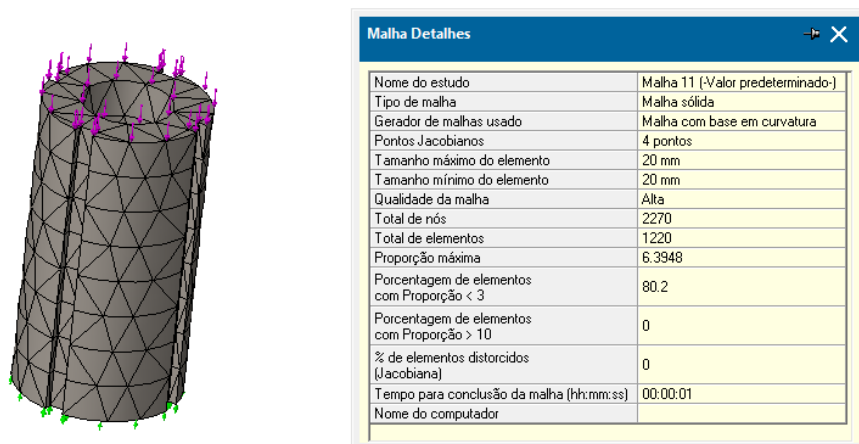 Malha Detalhes
Nome do estudo Malha 11 (-Valor predeterminado-)
Tipo de malha Malha sólida
Gerador de malhas usado Malha com base em curvatura
Pontos Jacobianos 4 pontos
Tamanho máximo do elemento 20 mm
Tamanho mínimo do elemento 20 mm
Qualidade da malha Alta
Total de nós 2270
Total de elementos 1220
Proporção máxima 6.3948
Porcentagem de elementos
com Proporção < 3 80.2
Porcentagem de elementos
com Proporção > 10 0
% de elementos distorcidos
(Jacobiana) 0
Tempo para conclusão da malha (hh:mm:ss) 00:00:01
Nome do computador